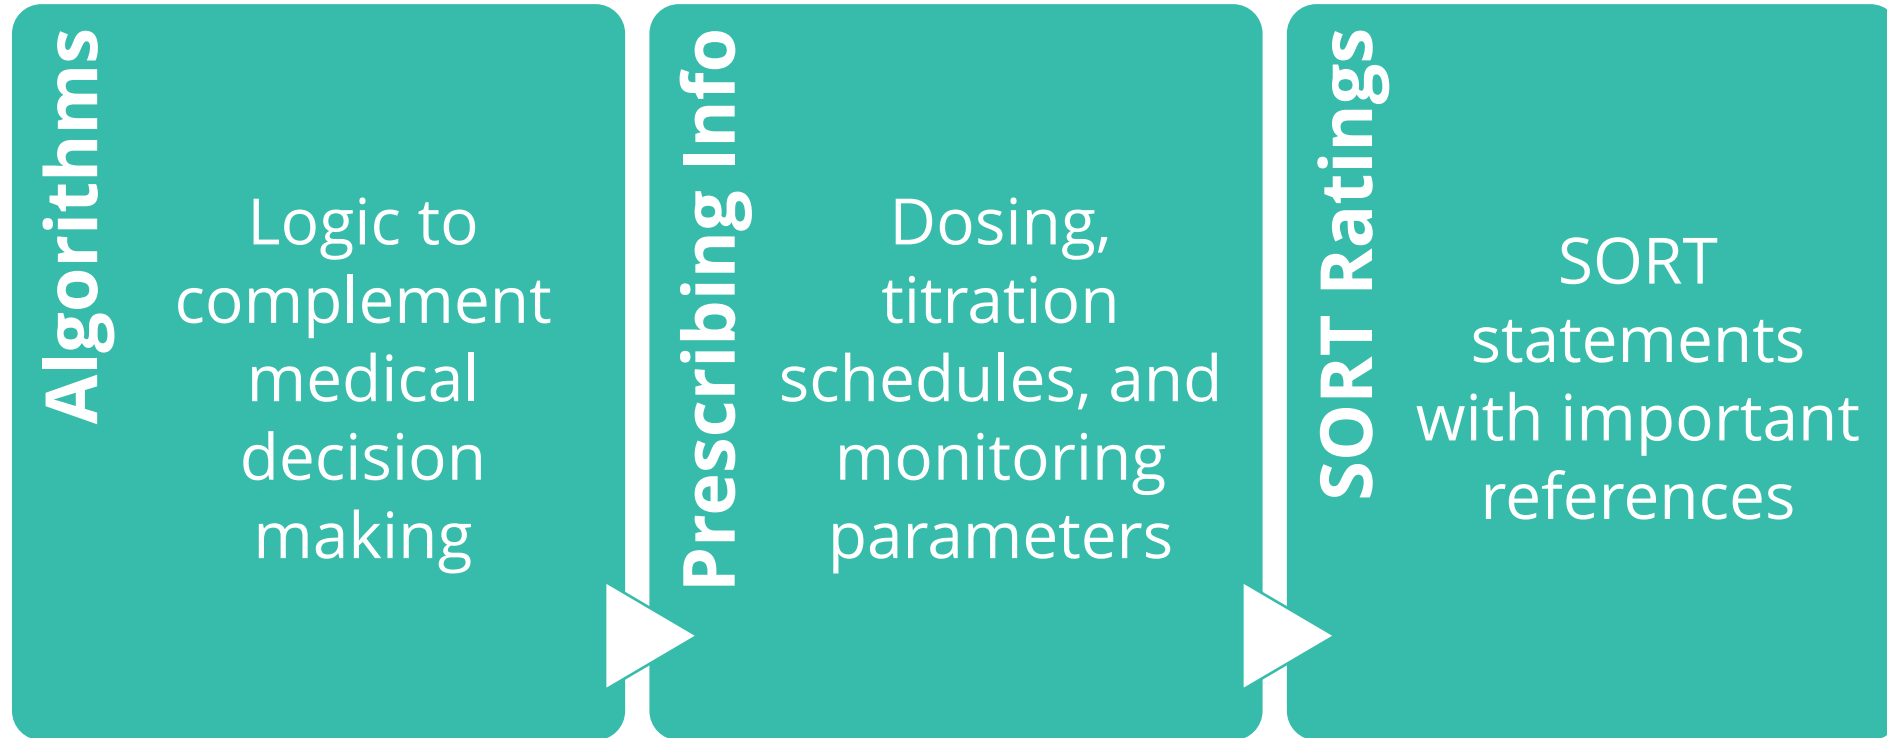 Algorithms
Logic to
complement
medical
decision
making
Prescribing Info
Dosing,
titration
schedules, and
monitoring
parameters
SORT Ratings
SORT
statements
with important
references